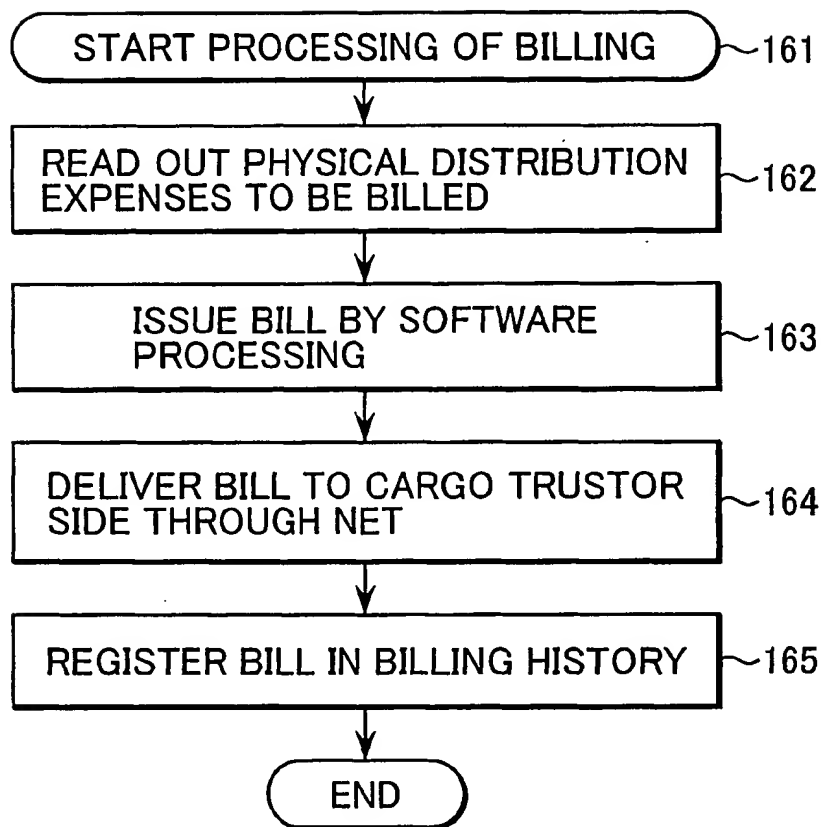 START PROCESSING OF BILLING
161
READ OUT PHYSICAL DISTRIBUTION
EXPENSES TO BE BILLED
162
ISSUE BILL BY SOFTWARE
PROCESSING
163
DELIVER BILL TO CARGO TRUSTOR
SIDE THROUGH NET
164
REGISTER BILL IN BILLING HISTORY
165
END